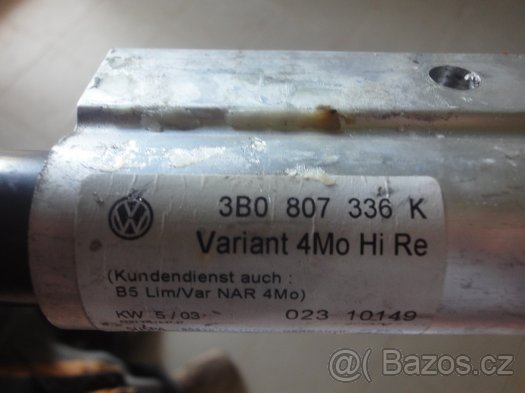 3B0 807 336 K
Variant 4Mo Hi Re
(Kundendienst auch :
B5 Lim/Var NAR 4Mo)
KW 5/03 023 10149
Bazos.cz